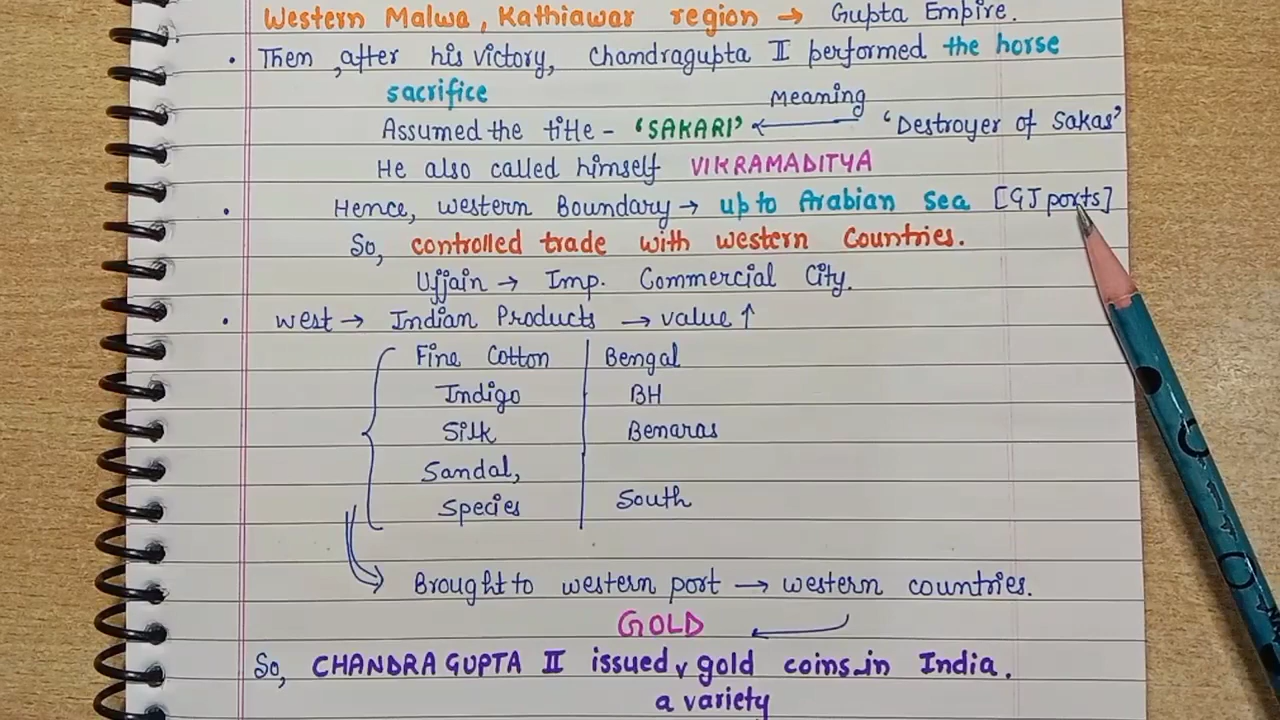 Western Malwa, Kathiawar region → Gupta Empire.
• Then, after his victory, Chandragupta II performed the horse
sacrifice
Meaning
Assumed the title - 'SAKARI' ← 'Destroyer of Sakas'
He also called himself VIKRAMADITYA
• Hence, western Boundary → upto Arabian Sea [GJ ports]
So, controlled trade with western Countries.
Ujjain → Imp. Commercial City.
• west → Indian Products → value ↑
Fine Cotton | Bengal
Indigo | BH
Silk | Benaras
Sandal,
Species | South
Brought to western port → western countries.
GOLD
So, CHANDRAGUPTA II issued v gold coins in India.
a variety